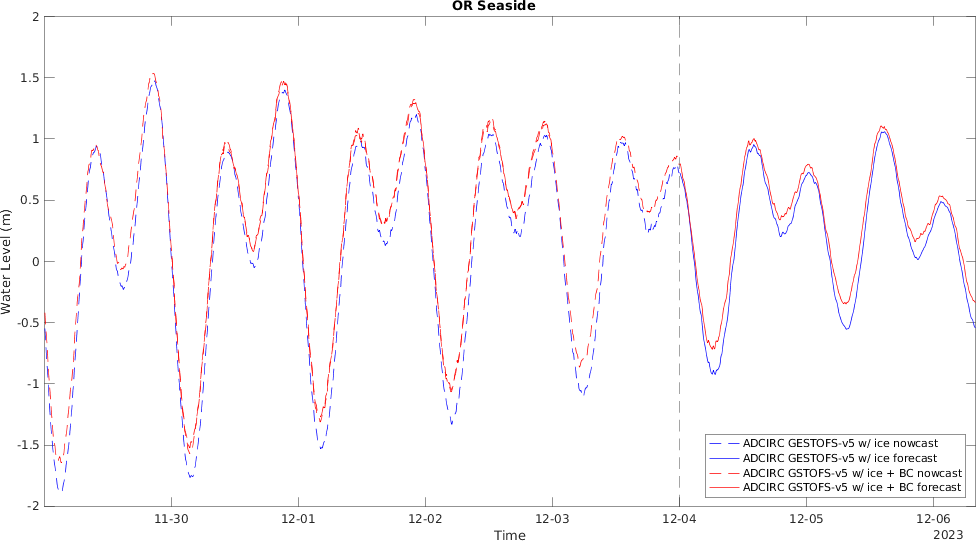 OR Seaside
2
1.5
1
0.5
0
-0.5
-1
-1.5
-2
Water Level (m)
11-30
12-01
12-02
12-03
12-04
12-05
12-06
Time
2023
ADCIRC GESTOFS-v5 w/ ice nowcast
ADCIRC GESTOFS-v5 w/ ice forecast
ADCIRC GSTOFS-v5 w/ ice + BC nowcast
ADCIRC GSTOFS-v5 w/ ice + BC forecast